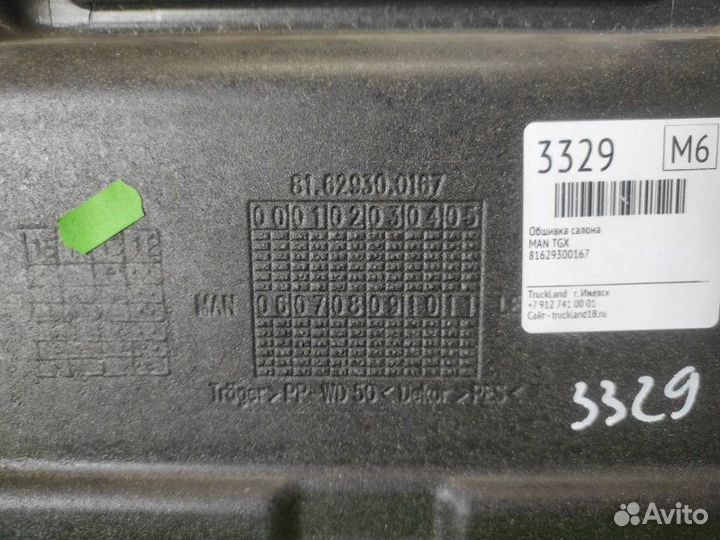 81.62930.0167
00 01 02 03 04 05
MAN 06 07 08 09 10 11
Träger >PP-WD 50< Dekor >PES<
3329 M6
Обшивка салона
MAN TGX
81629300167
TruckLand г. Ижевск
+7 912 741 00 01
Сайт - truckland18.ru
3329
Avito